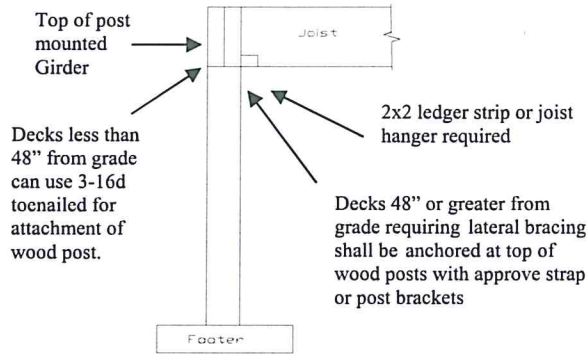 Top of post
mounted
Girder
Joist
Decks less than
48” from grade
can use 3-16d
toenailed for
attachment of
wood post.
2x2 ledger strip or joist
hanger required
Decks 48” or greater from
grade requiring lateral bracing
shall be anchored at top of
wood posts with approve strap
or post brackets
Footer